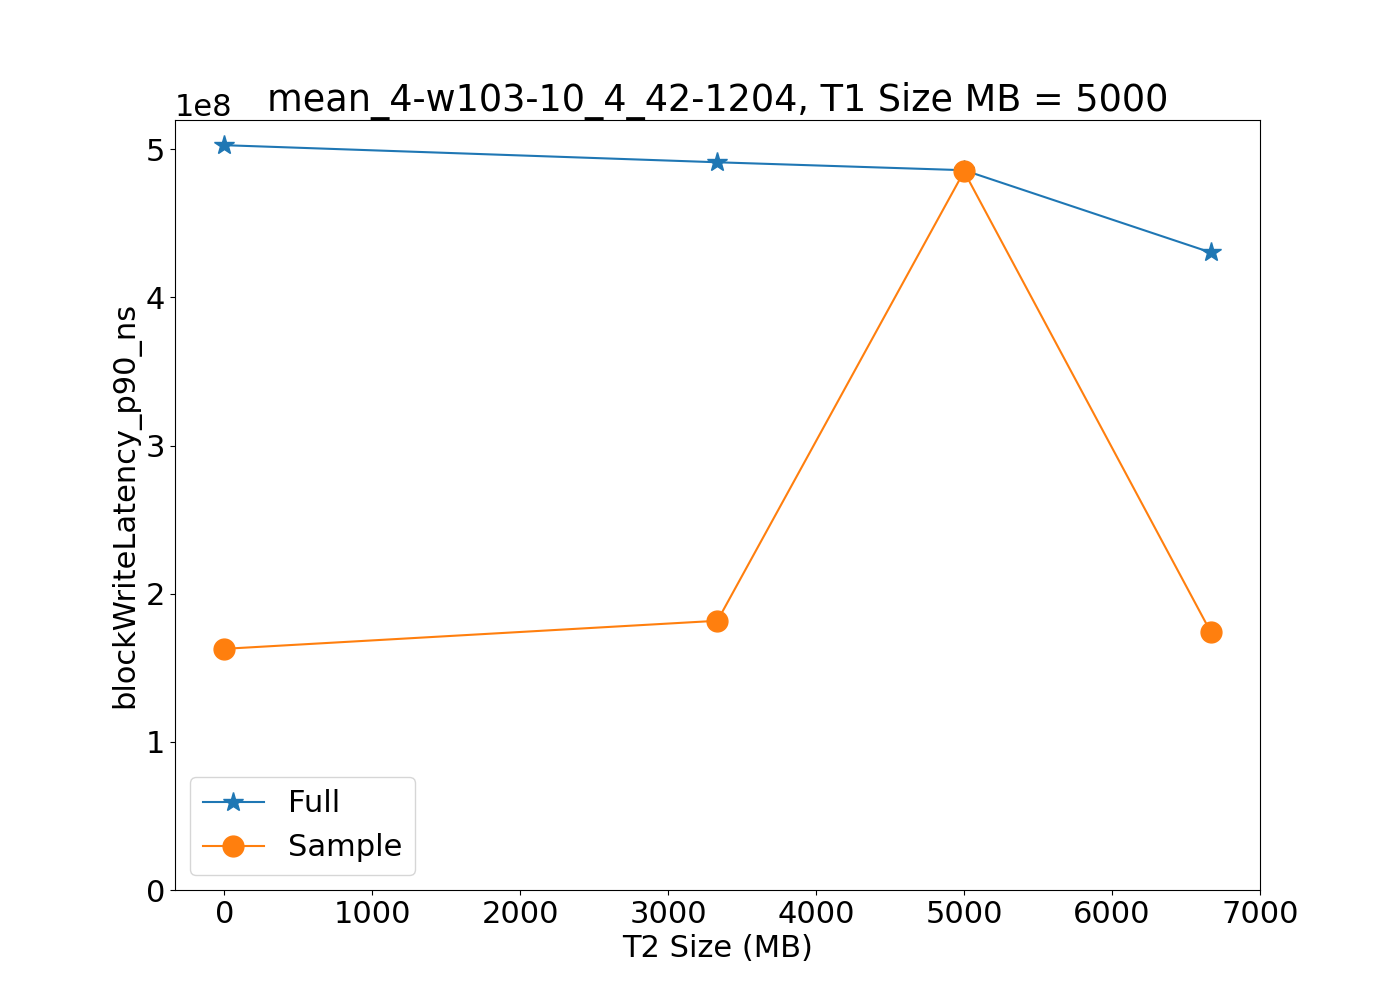 mean_4-w103-10_4_42-1204, T1 Size MB = 5000
1e8
5
4
3
2
1
0
blockWriteLatency_p90_ns
Full
Sample
0 1000 2000 3000 4000 5000 6000 7000
T2 Size (MB)